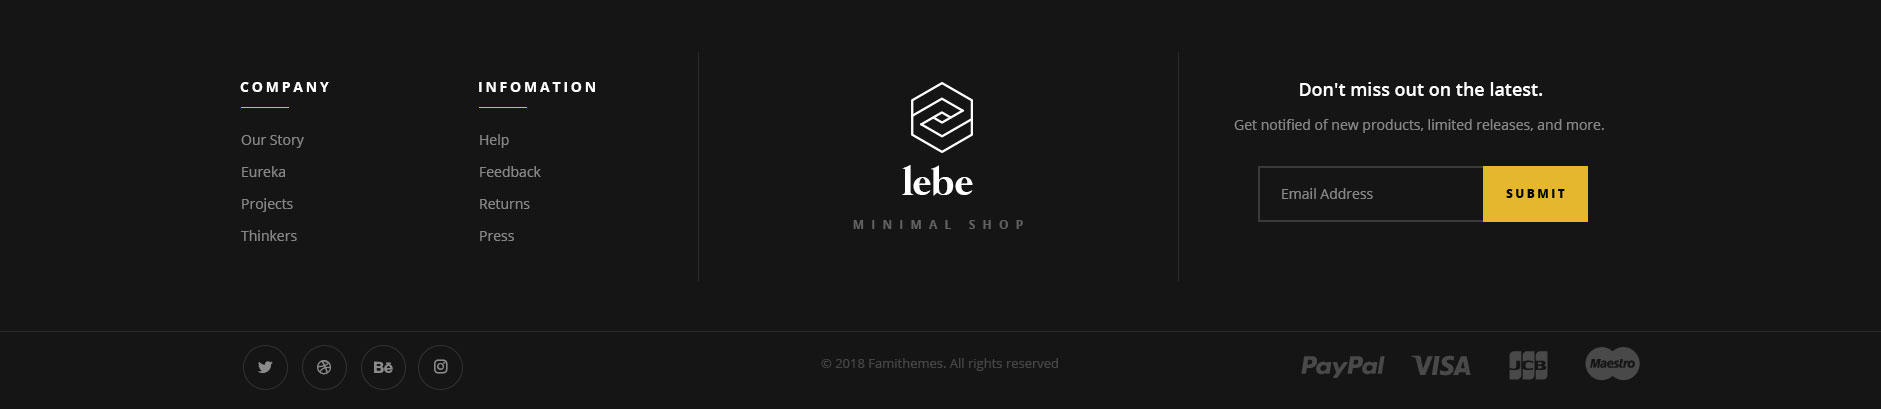 COMPANY
Our Story
Eureka
Projects
Thinkers
INFOMATION
Help
Feedback
Returns
Press
lebe
MINIMAL SHOP
Don't miss out on the latest.
Get notified of new products, limited releases, and more.
Email Address
SUBMIT
Bē
© 2018 Famithemes. All rights reserved
PayPal
VISA
JCB
Maestro